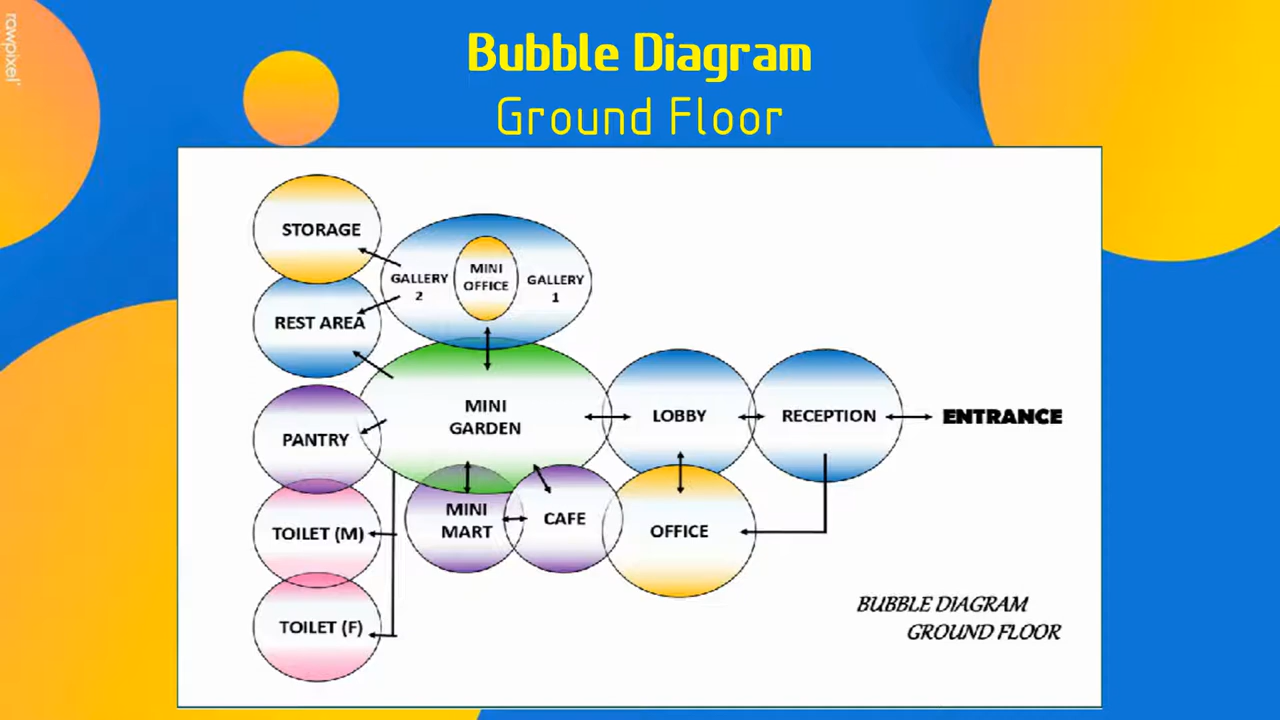 rawpixel
Bubble Diagram
Ground Floor
STORAGE
GALLERY
2
MINI
OFFICE
GALLERY
1
REST AREA
MINI
GARDEN
LOBBY
RECEPTION
ENTRANCE
PANTRY
MINI
MART
CAFE
OFFICE
TOILET (M)
TOILET (F)
BUBBLE DIAGRAM
GROUND FLOOR